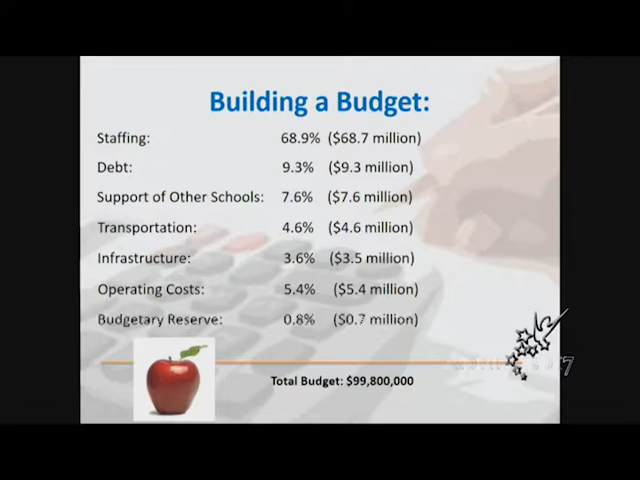 Building a Budget:
Staffing: 68.9% ($68.7 million)
Debt: 9.3% ($9.3 million)
Support of Other Schools: 7.6% ($7.6 million)
Transportation: 4.6% ($4.6 million)
Infrastructure: 3.6% ($3.5 million)
Operating Costs: 5.4% ($5.4 million)
Budgetary Reserve: 0.8% ($0.7 million)
Total Budget: $99,800,000